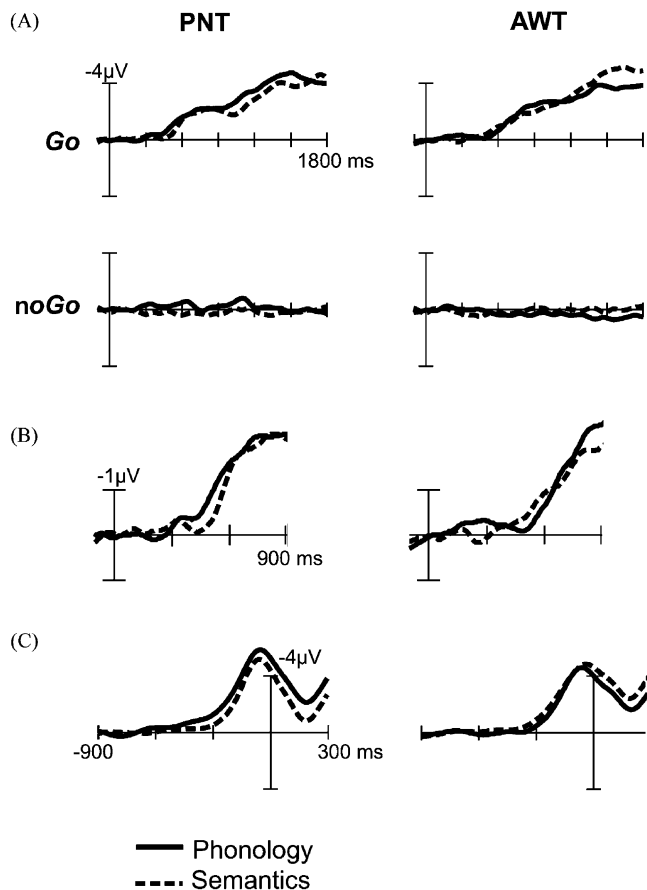 (A)
PNT
AWT
-4µV
Go
1800 ms
noGo
(B)
-1µV
900 ms
(C)
-4µV
-900
300 ms
Phonology
Semantics